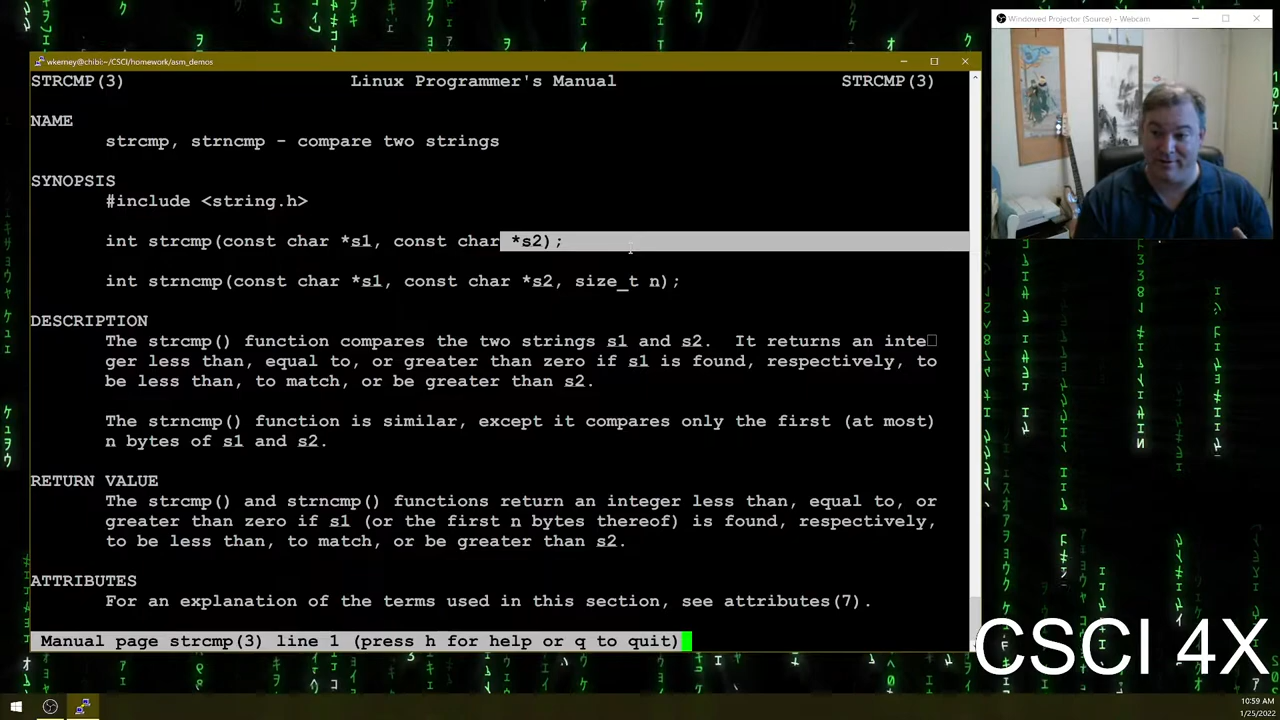 Windowed Projector (Source) - Webcam
wkerney@chibi:~/CSCI/homework/asm_demos
STRCMP(3) Linux Programmer's Manual STRCMP(3)
NAME
strcmp, strncmp - compare two strings
SYNOPSIS
#include <string.h>
int strcmp(const char *s1, const char *s2);
int strncmp(const char *s1, const char *s2, size_t n);
DESCRIPTION
The strcmp() function compares the two strings s1 and s2. It returns an inte□
ger less than, equal to, or greater than zero if s1 is found, respectively, to
be less than, to match, or be greater than s2.
The strncmp() function is similar, except it compares only the first (at most)
n bytes of s1 and s2.
RETURN VALUE
The strcmp() and strncmp() functions return an integer less than, equal to, or
greater than zero if s1 (or the first n bytes thereof) is found, respectively,
to be less than, to match, or be greater than s2.
ATTRIBUTES
For an explanation of the terms used in this section, see attributes(7).
Manual page strcmp(3) line 1 (press h for help or q to quit)
CSCI 4X
10:59 AM
1/25/2022